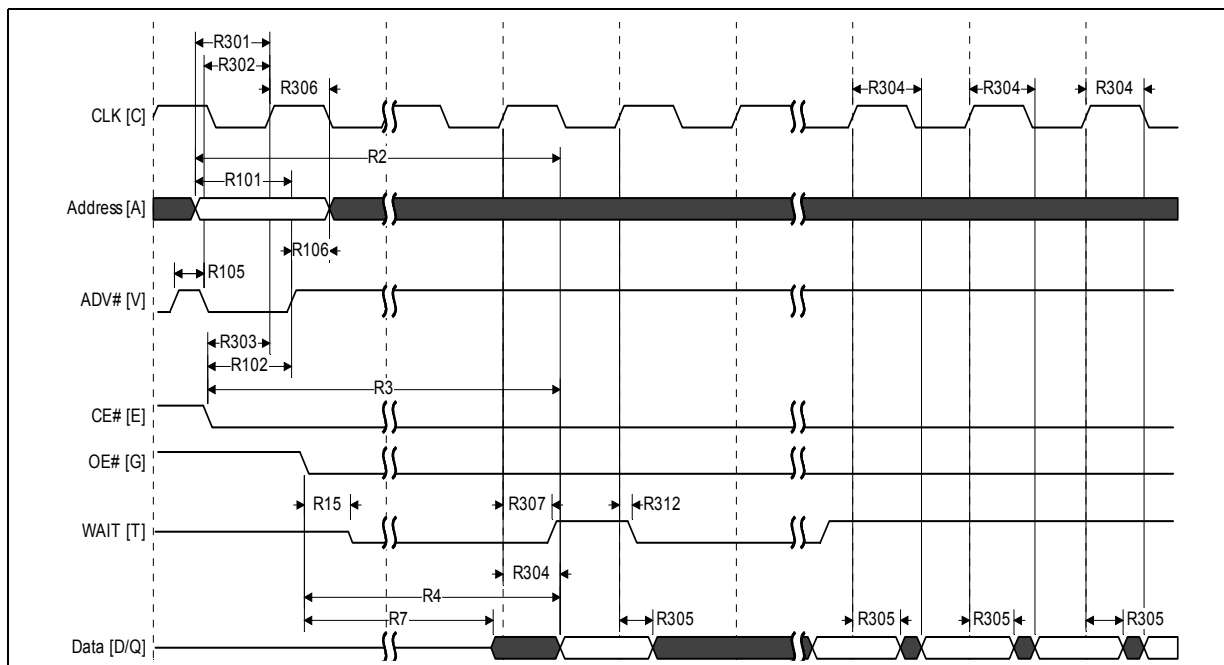 R301
R302
R306
R304
R304
R304
CLK [C]
R2
R101
Address [A]
R106
R105
ADV# [V]
R303
R102
R3
CE# [E]
OE# [G]
R15
R307
R312
WAIT [T]
R304
R4
R7
R305
R305
R305
R305
Data [D/Q]